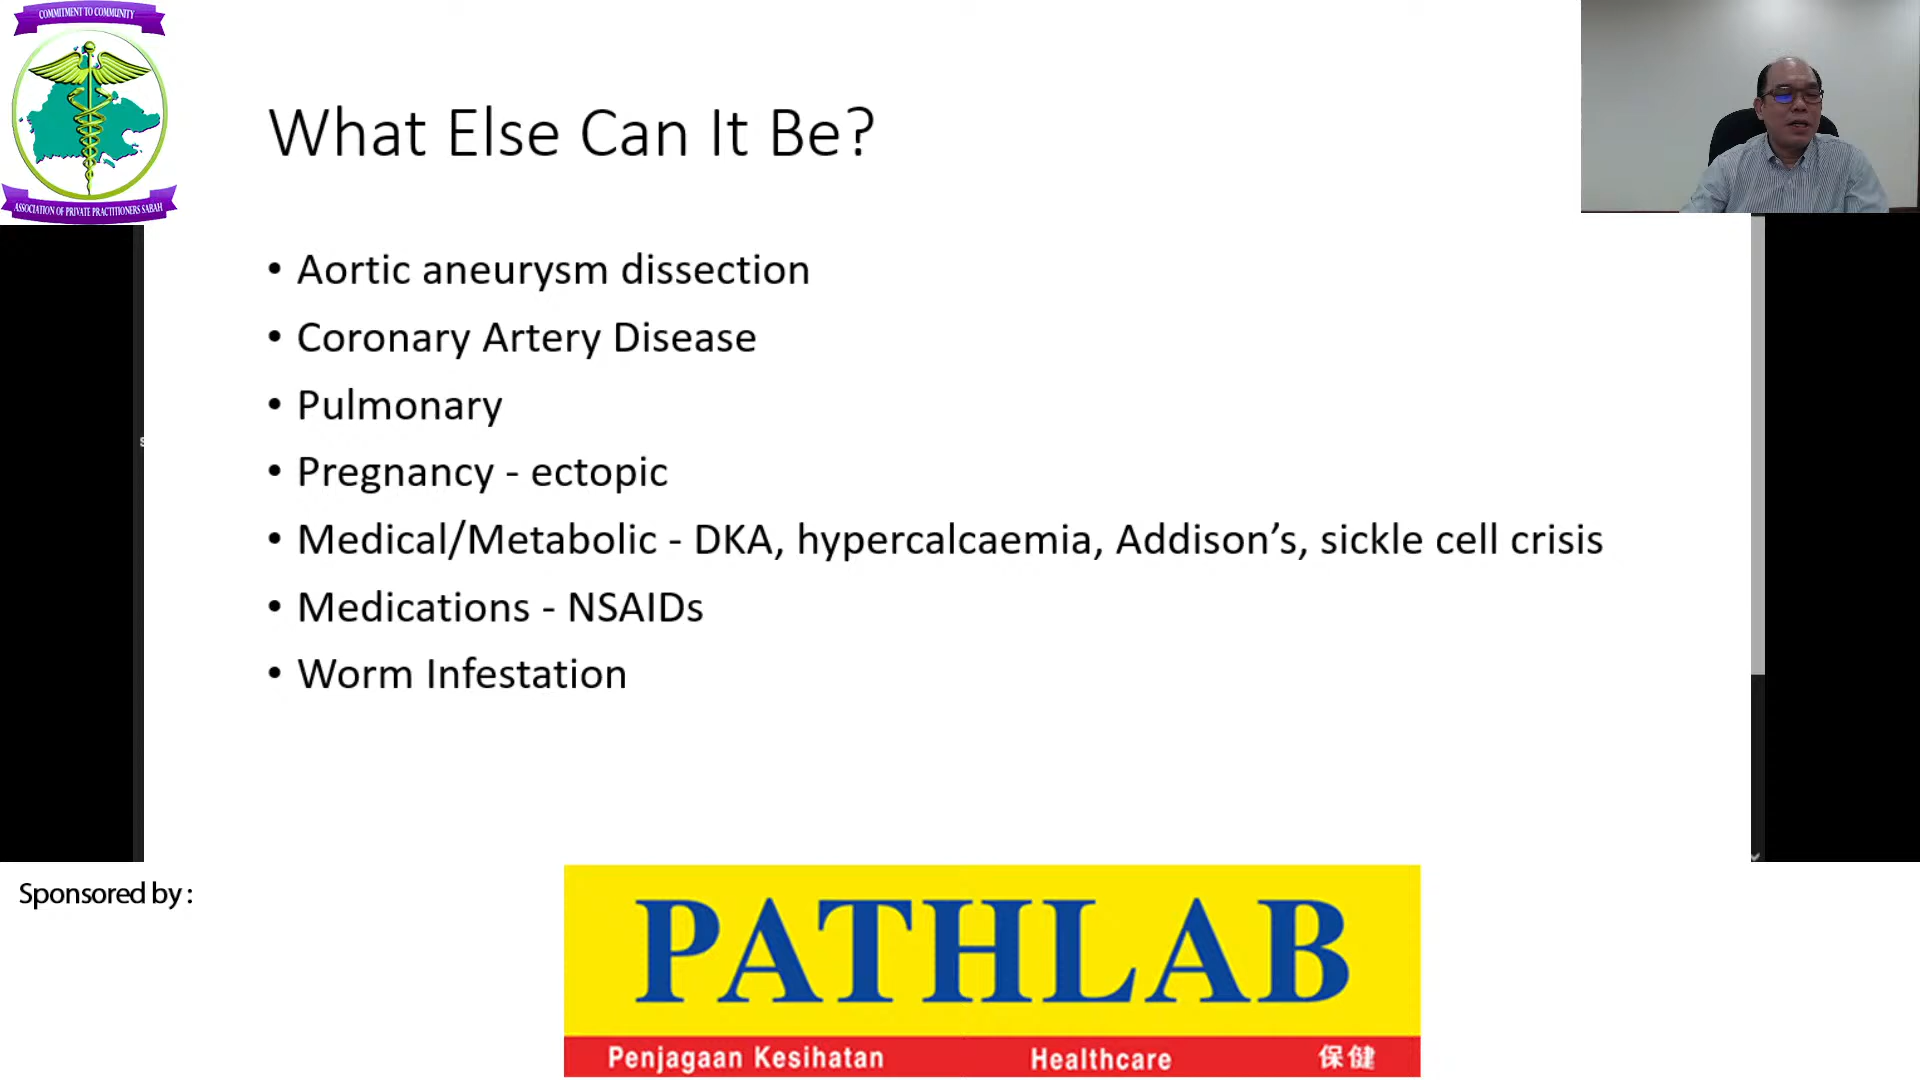 COMMITMENT TO COMMUNITY
ASSOCIATION OF PRIVATE PRACTITIONERS SABAH
What Else Can It Be?
• Aortic aneurysm dissection
• Coronary Artery Disease
• Pulmonary
• Pregnancy - ectopic
• Medical/Metabolic - DKA, hypercalcaemia, Addison’s, sickle cell crisis
• Medications - NSAIDs
• Worm Infestation
Sponsored by :
PATHLAB
Penjagaan Kesihatan Healthcare 保健